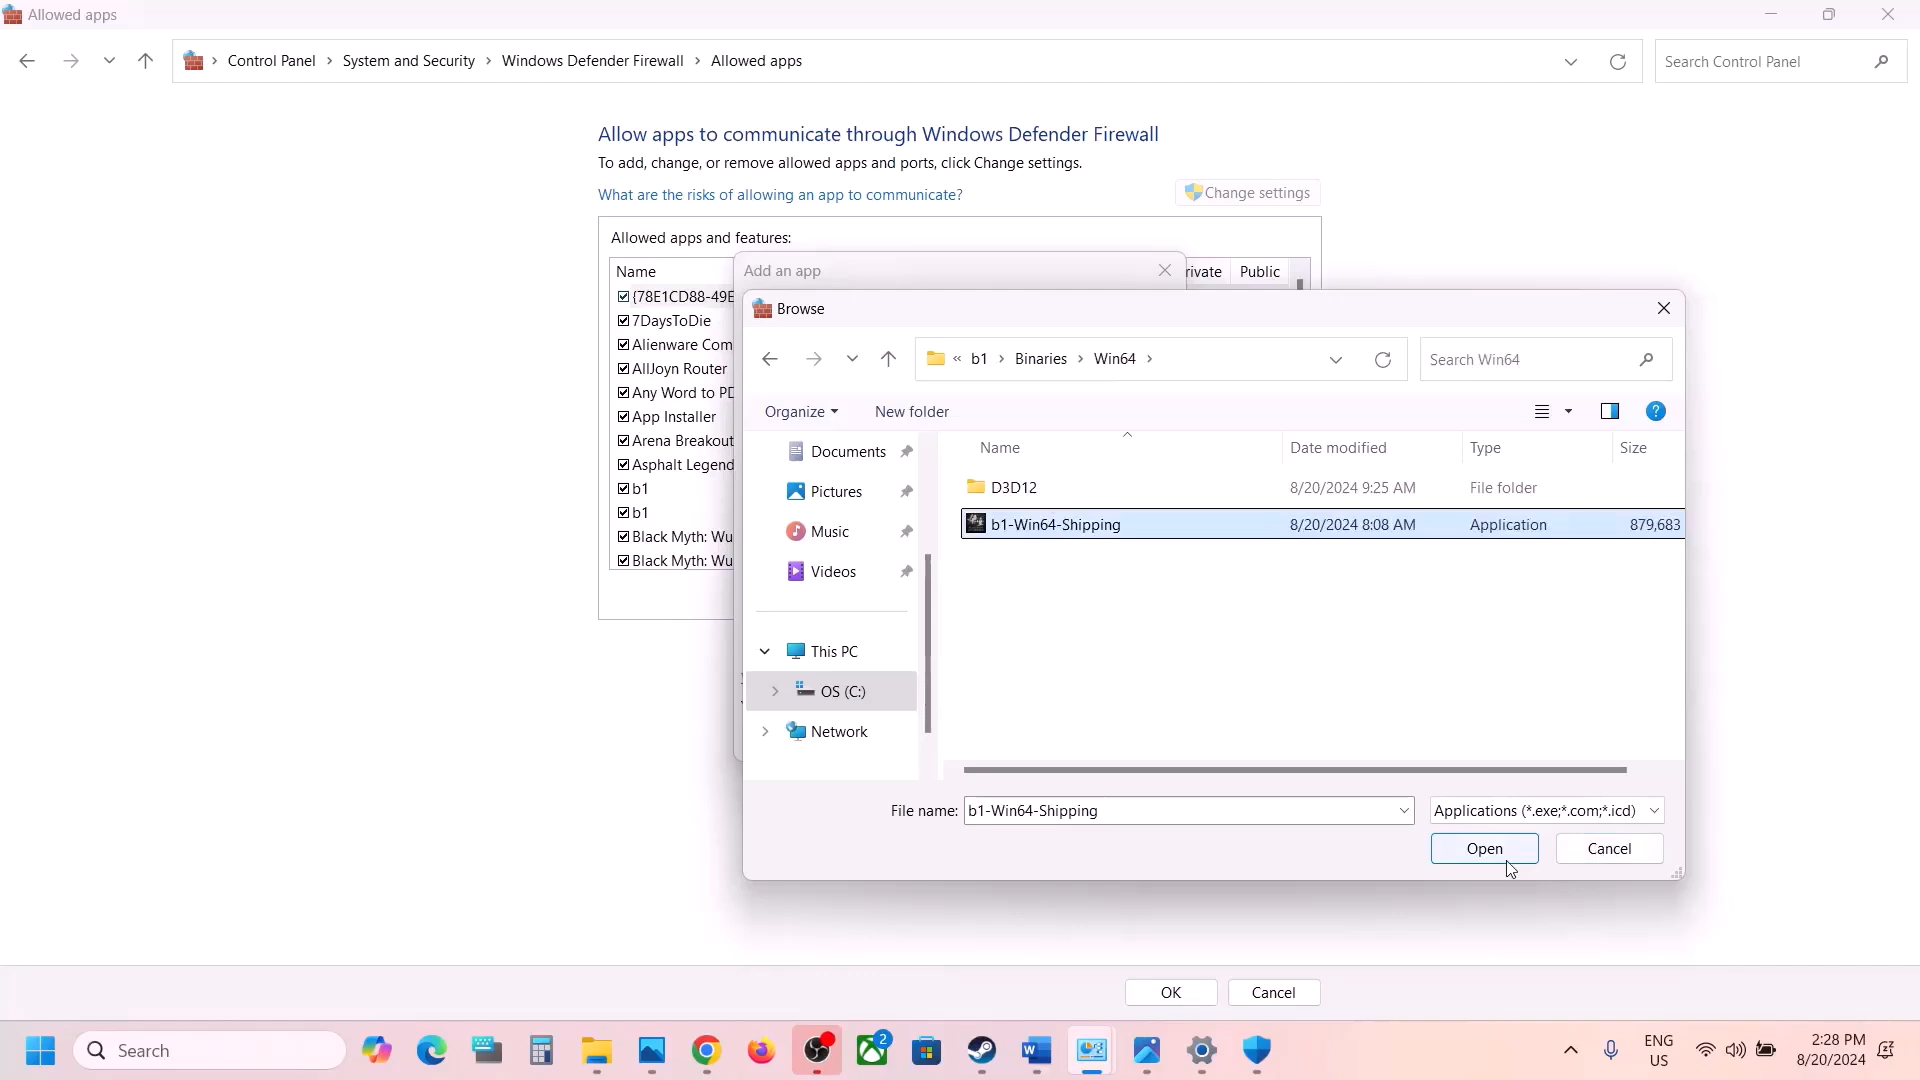 Allowed apps
Control Panel › System and Security › Windows Defender Firewall › Allowed apps
Search Control Panel
Allow apps to communicate through Windows Defender Firewall
To add, change, or remove allowed apps and ports, click Change settings.
What are the risks of allowing an app to communicate?
Change settings
Allowed apps and features:
Name
rivate Public
{78E1CD88-49E
7DaysToDie
Alienware Com
AllJoyn Router
Any Word to PD
App Installer
Arena Breakout
Asphalt Legend
b1
b1
Black Myth: Wu
Black Myth: Wu
Add an app
Browse
« b1 › Binaries › Win64 ›
Search Win64
Organize New folder
Documents
Pictures
Music
Videos
This PC
OS (C:)
Network
Name Date modified Type Size
D3D12 8/20/2024 9:25 AM File folder
b1-Win64-Shipping 8/20/2024 8:08 AM Application 879,683
File name: b1-Win64-Shipping Applications (*.exe;*.com;*.icd)
Open Cancel
OK Cancel
Search
2
ENG
US
2:28 PM
8/20/2024